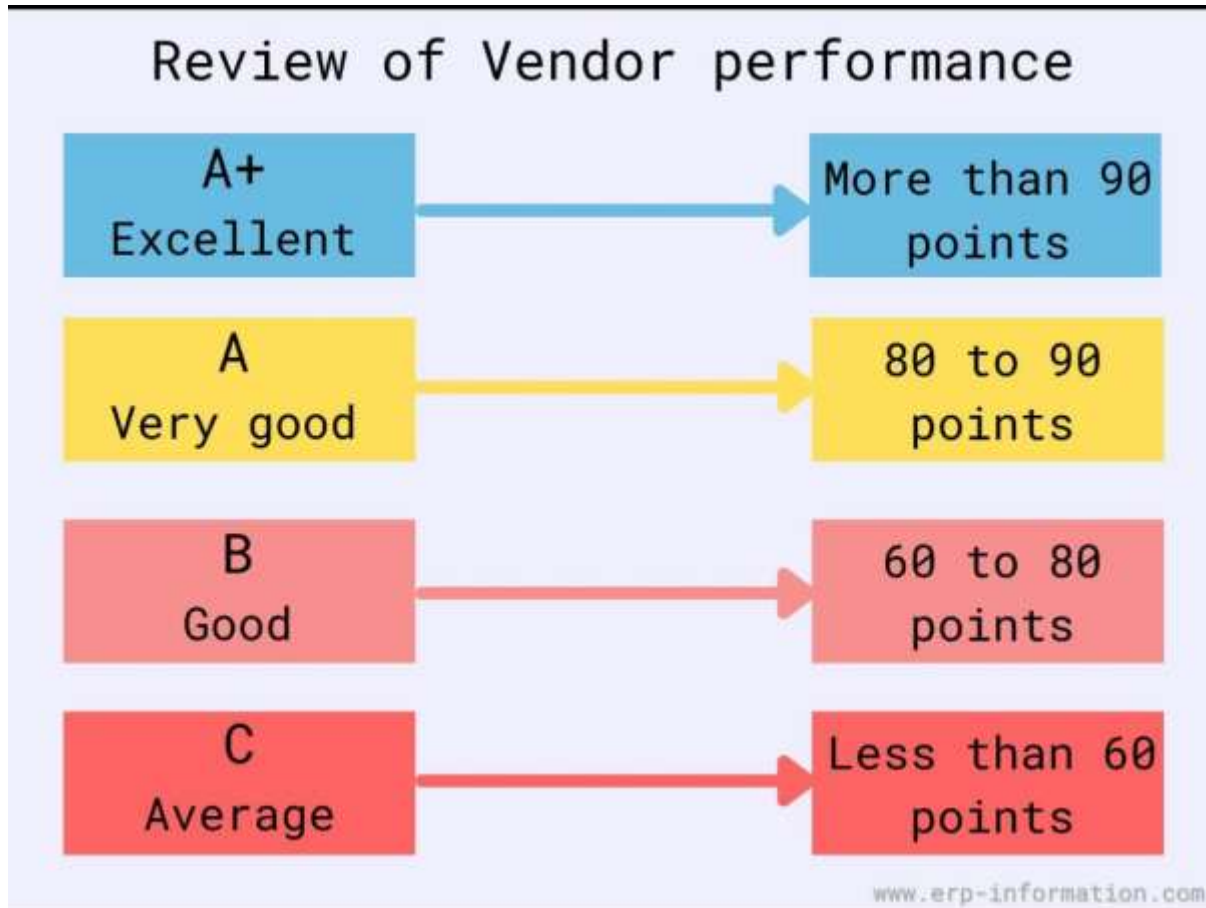 Review of Vendor performance
A+
Excellent
More than 90
points
A
Very good
80 to 90
points
B
Good
60 to 80
points
C
Average
Less than 60
points
www.erp-information.com